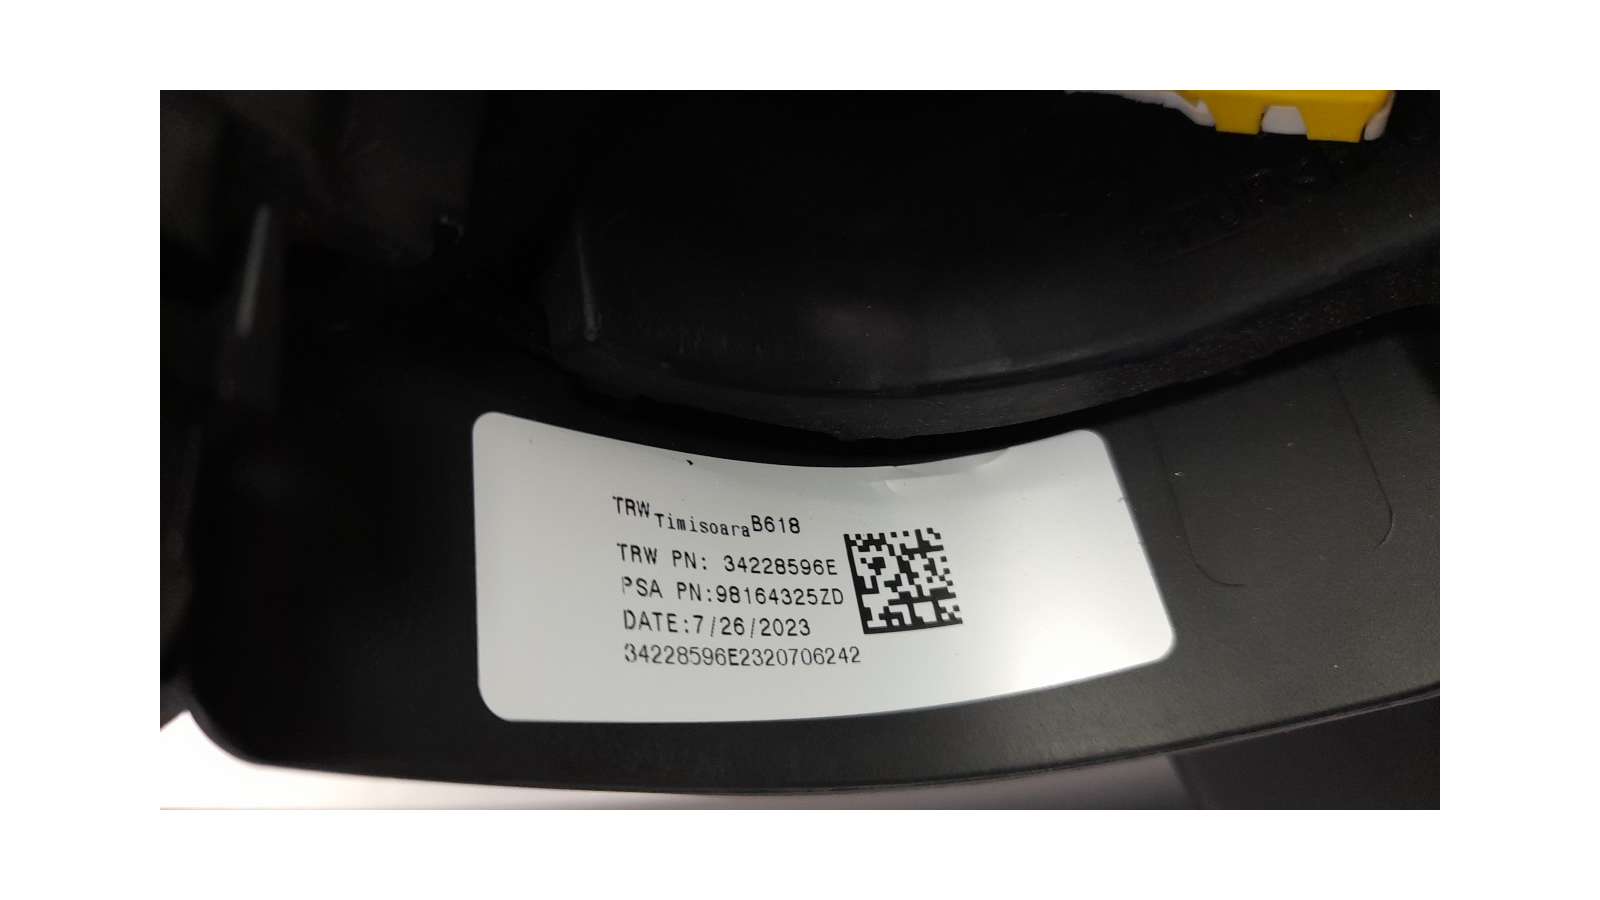 TRW Timisoara B618
TRW PN: 34228596E
PSA PN:98164325ZD
DATE:7/26/2023
34228596E2320706242